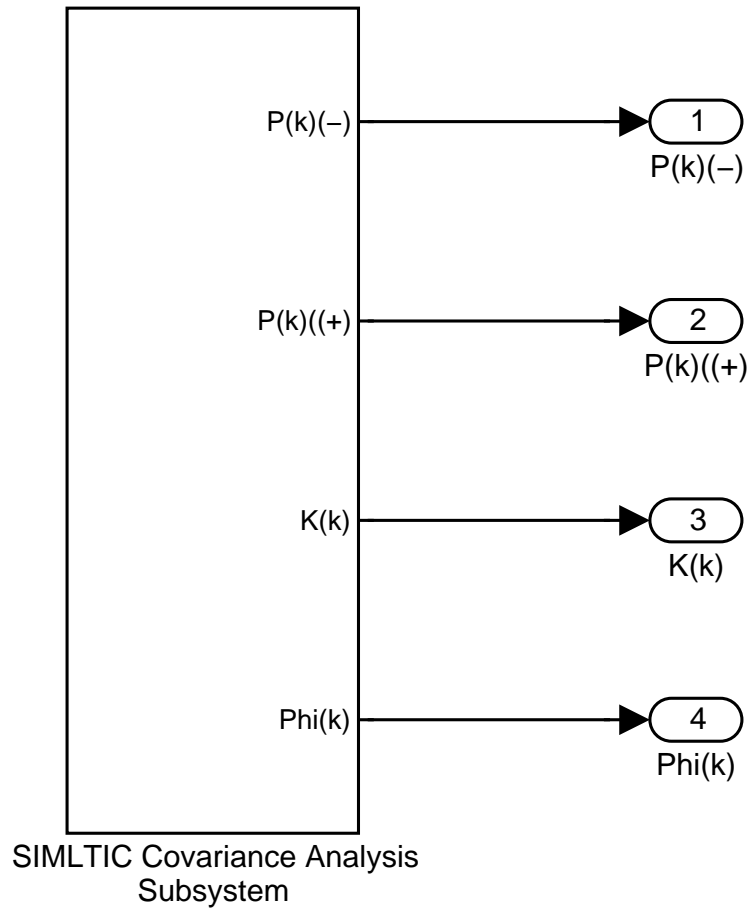 P(k)(–)
1
P(k)(–)
P(k)((+)
2
P(k)((+)
K(k)
3
K(k)
Phi(k)
4
Phi(k)
SIMLTIC Covariance Analysis
Subsystem